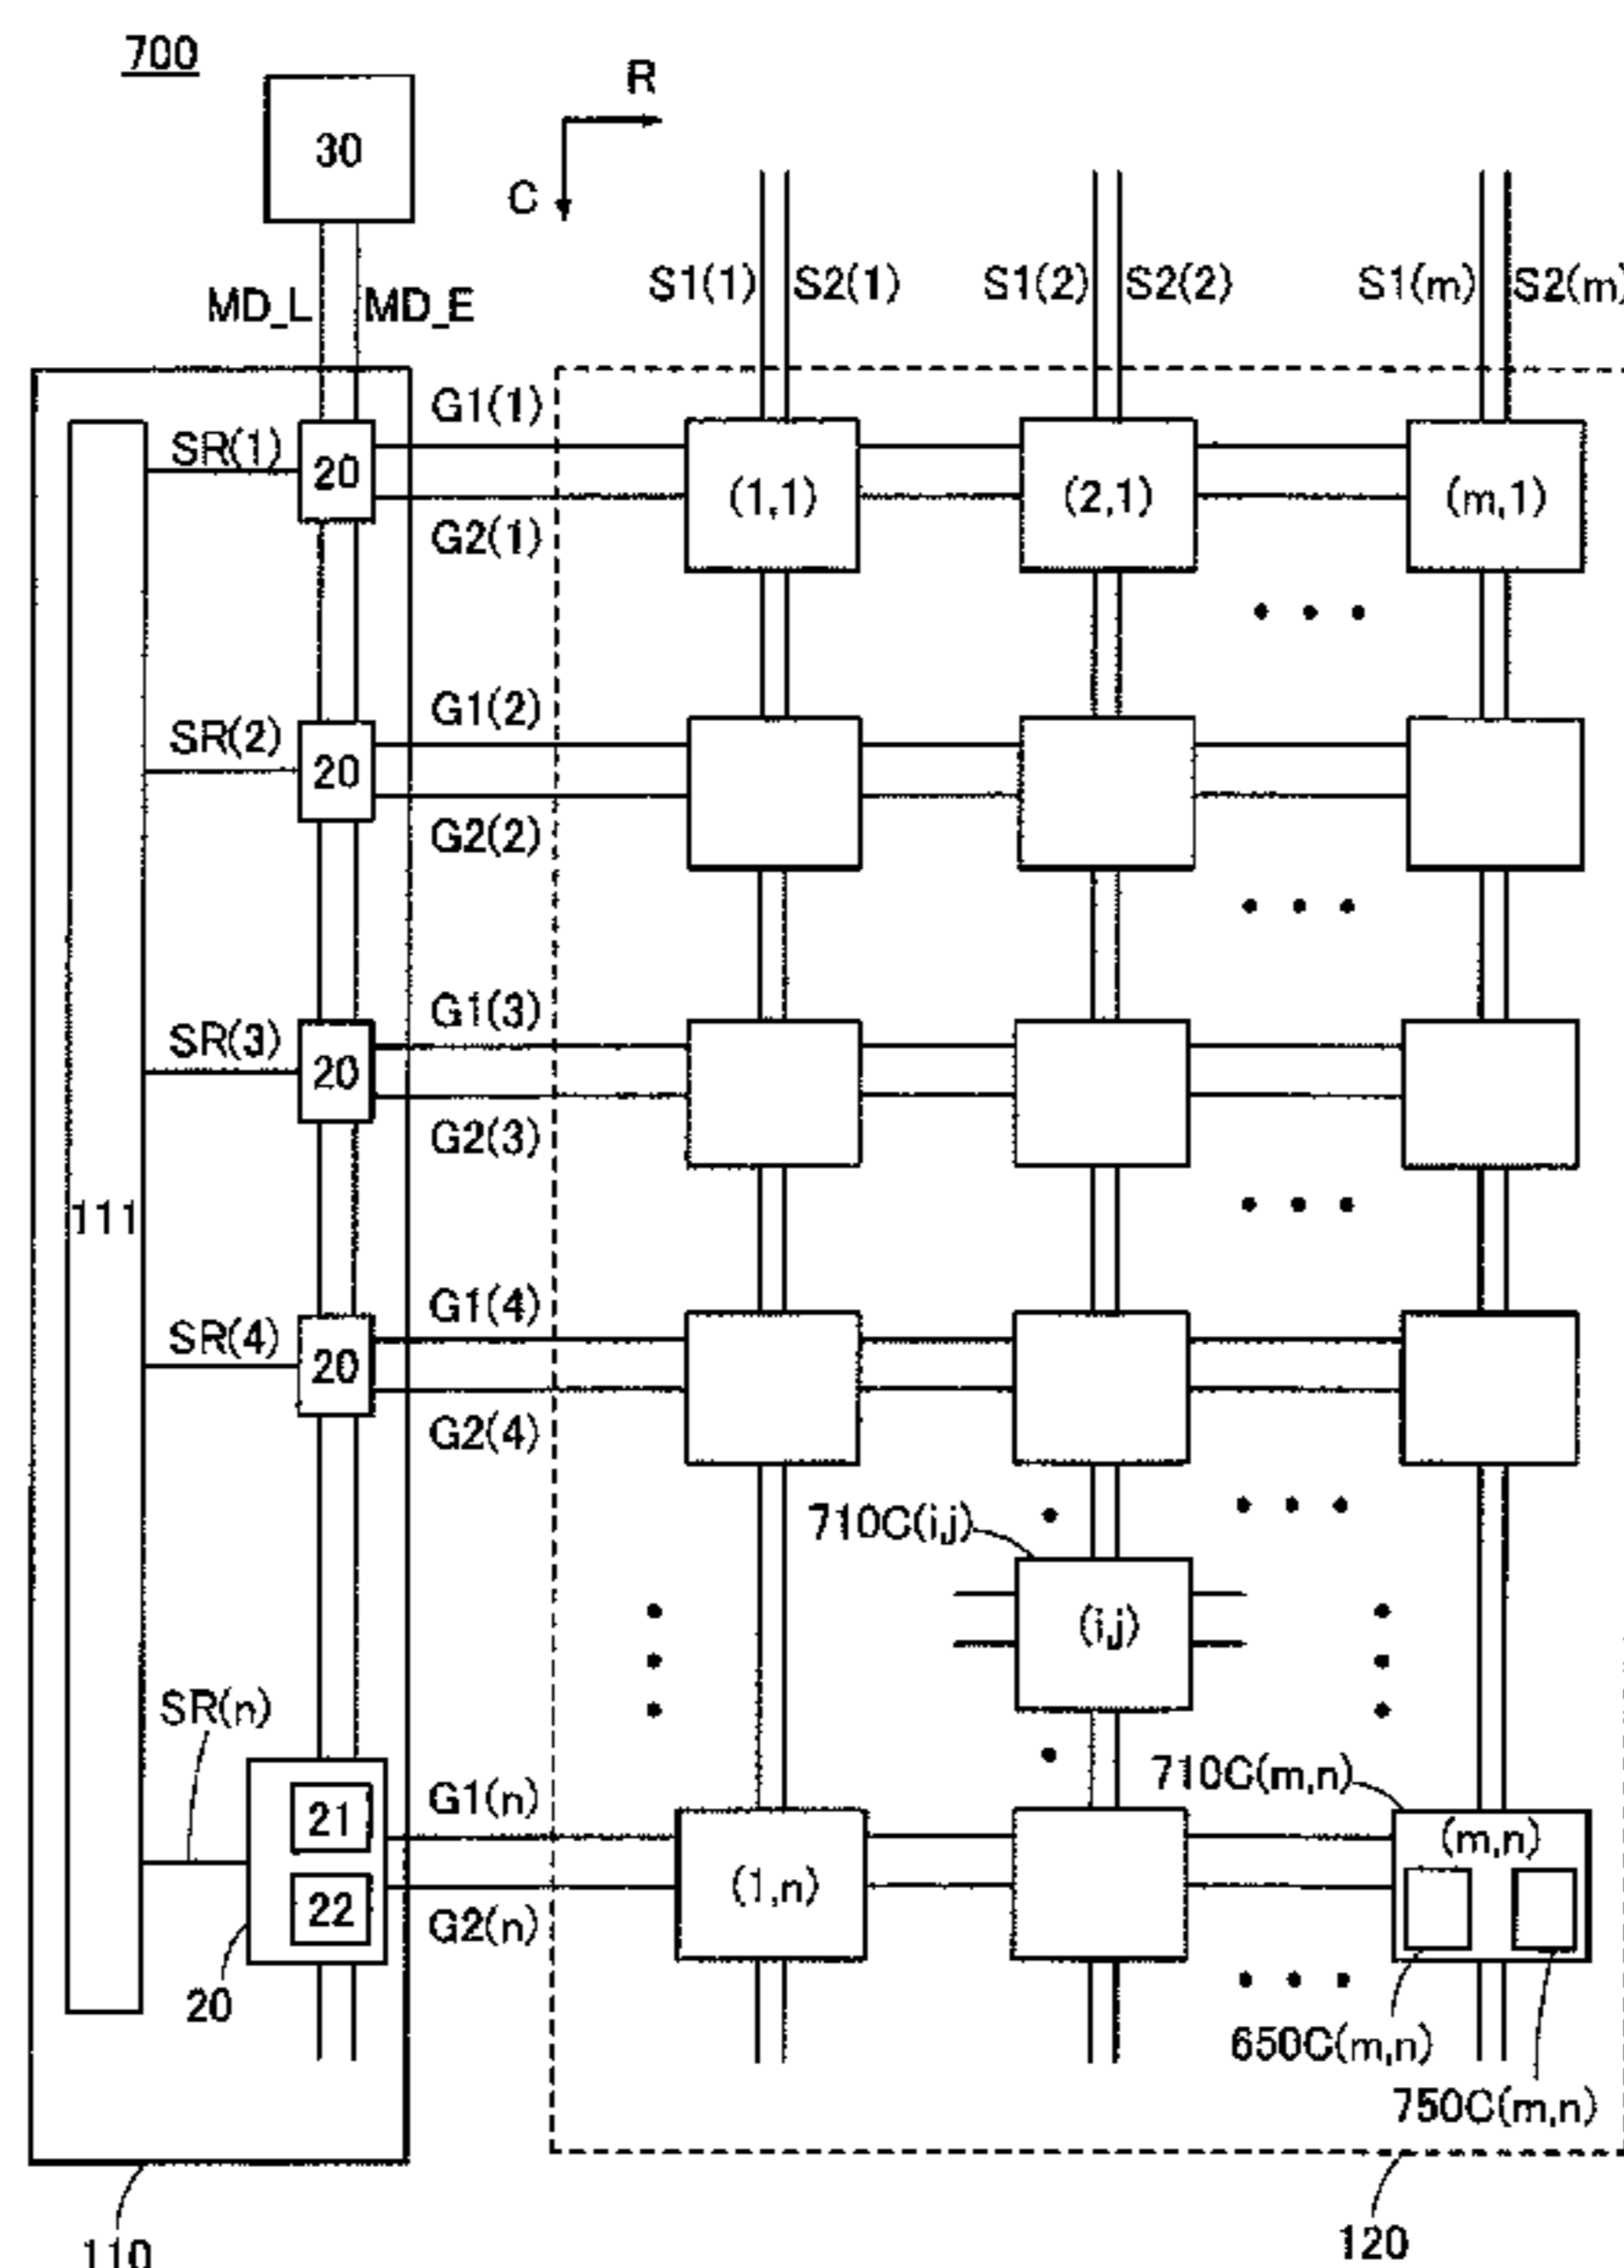 700
30
R
C
MD_L MD_E
S1(1) S2(1) S1(2) S2(2) S1(m) S2(m)
G1(1)
SR(1) 20 (1,1) (2,1) (m,1)
G2(1)
G1(2)
SR(2) 20
G2(2)
G1(3)
SR(3) 20
G2(3)
111
G1(4)
SR(4) 20
G2(4)
710C(i,j)
(i,j)
SR(n)
710C(m,n)
21 G1(n) (m,n)
22 (1,n)
G2(n)
20
650C(m,n)
750C(m,n)
110 120